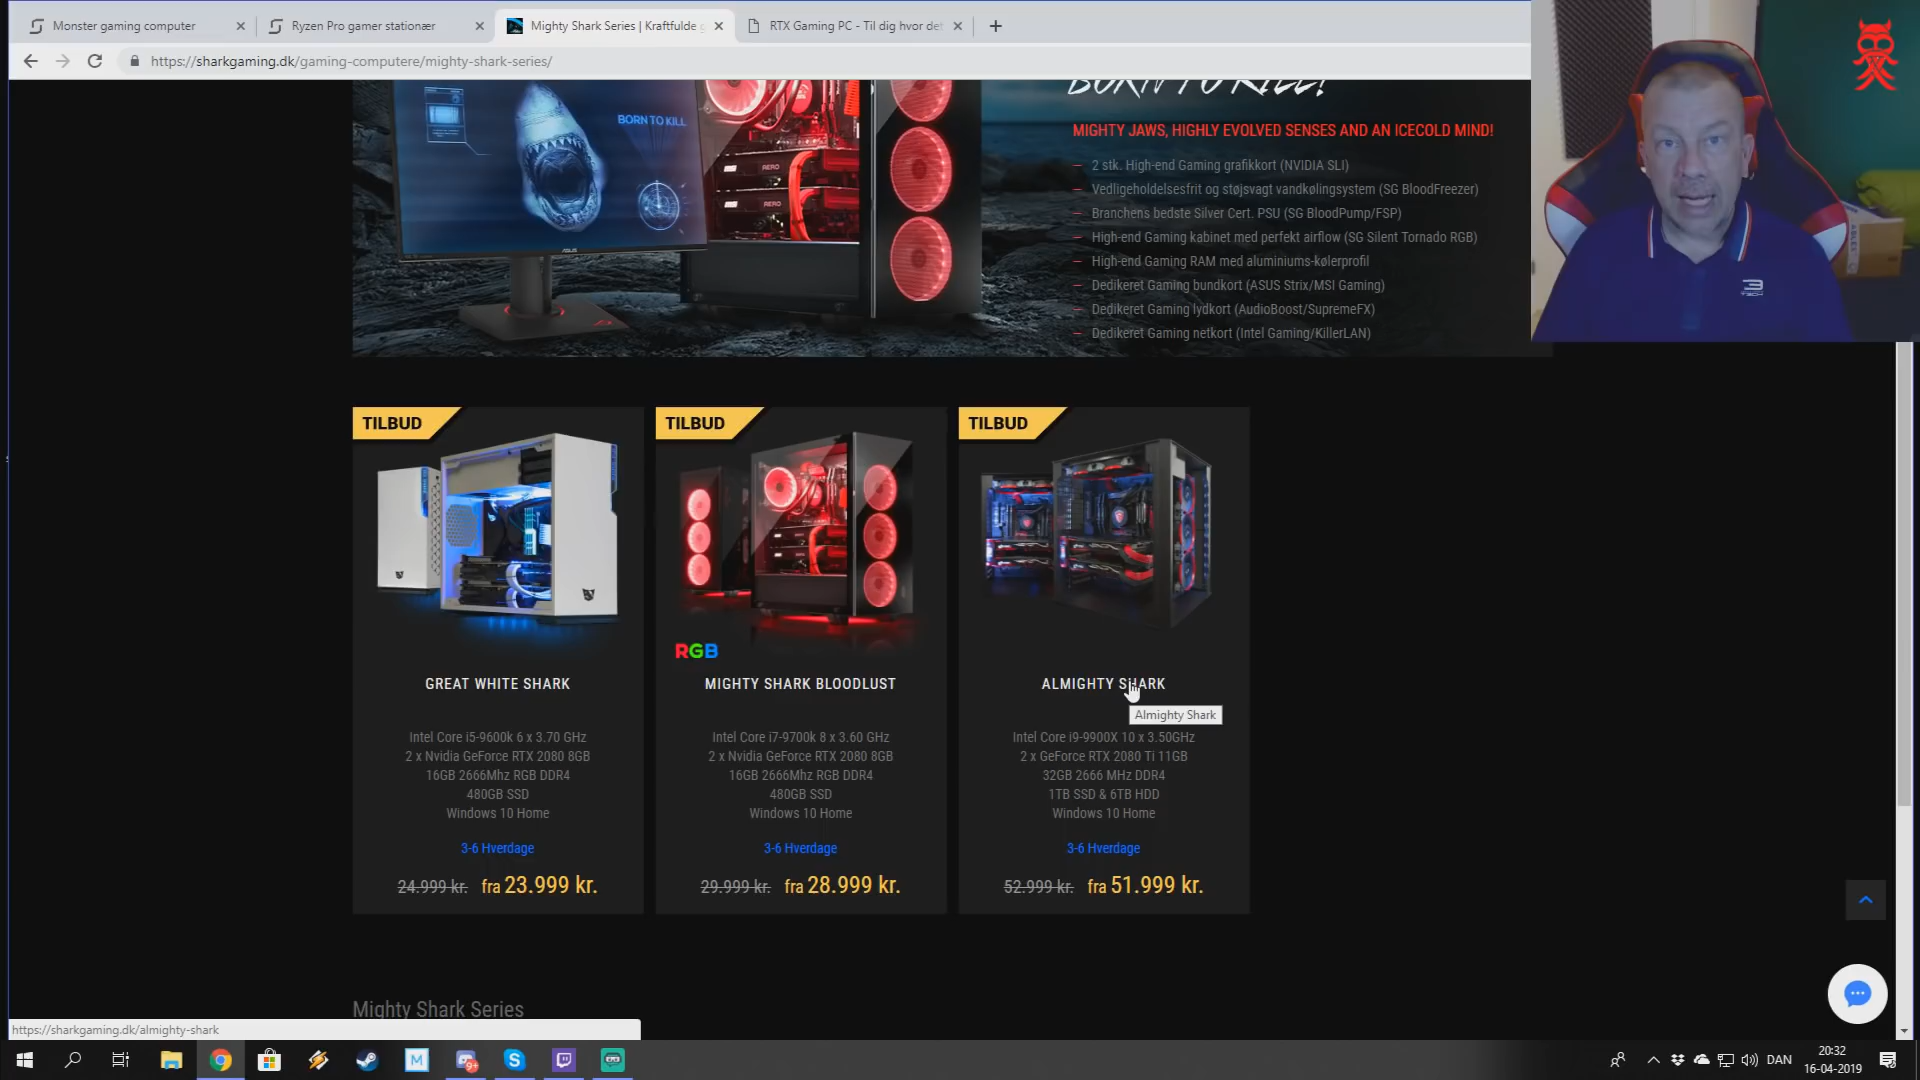 Monster gaming computer
Ryzen Pro gamer stationær
Mighty Shark Series | Kraftfulde g
RTX Gaming PC - Til dig hvor det
https://sharkgaming.dk/gaming-computere/mighty-shark-series/
BORN TO KILL
BORN TO KILL!
MIGHTY JAWS, HIGHLY EVOLVED SENSES AND AN ICECOLD MIND!
– 2 stk. High-end Gaming grafikkort (NVIDIA SLI)
– Vedligeholdelsesfrit og støjsvagt vandkølingsystem (SG BloodFreezer)
– Branchens bedste Silver Cert. PSU (SG BloodPump/FSP)
– High-end Gaming kabinet med perfekt airflow (SG Silent Tornado RGB)
– High-end Gaming RAM med aluminiums-kølerprofil
– Dedikeret Gaming bundkort (ASUS Strix/MSI Gaming)
– Dedikeret Gaming lydkort (AudioBoost/SupremeFX)
– Dedikeret Gaming netkort (Intel Gaming/KillerLAN)
AERO
AERO
ASUS
TECH
TILBUD
TILBUD
TILBUD
RGB
GREAT WHITE SHARK
Intel Core i5-9600k 6 x 3.70 GHz
2 x Nvidia GeForce RTX 2080 8GB
16GB 2666Mhz RGB DDR4
480GB SSD
Windows 10 Home
3-6 Hverdage
24.999 kr. fra 23.999 kr.
MIGHTY SHARK BLOODLUST
Intel Core i7-9700k 8 x 3.60 GHz
2 x Nvidia GeForce RTX 2080 8GB
16GB 2666Mhz RGB DDR4
480GB SSD
Windows 10 Home
3-6 Hverdage
29.999 kr. fra 28.999 kr.
ALMIGHTY SHARK
Almighty Shark
Intel Core i9-9900X 10 x 3.50GHz
2 x GeForce RTX 2080 Ti 11GB
32GB 2666 MHz DDR4
1TB SSD & 6TB HDD
Windows 10 Home
3-6 Hverdage
52.999 kr. fra 51.999 kr.
Mighty Shark Series
https://sharkgaming.dk/almighty-shark
M
9+
DAN
20:32
16-04-2019